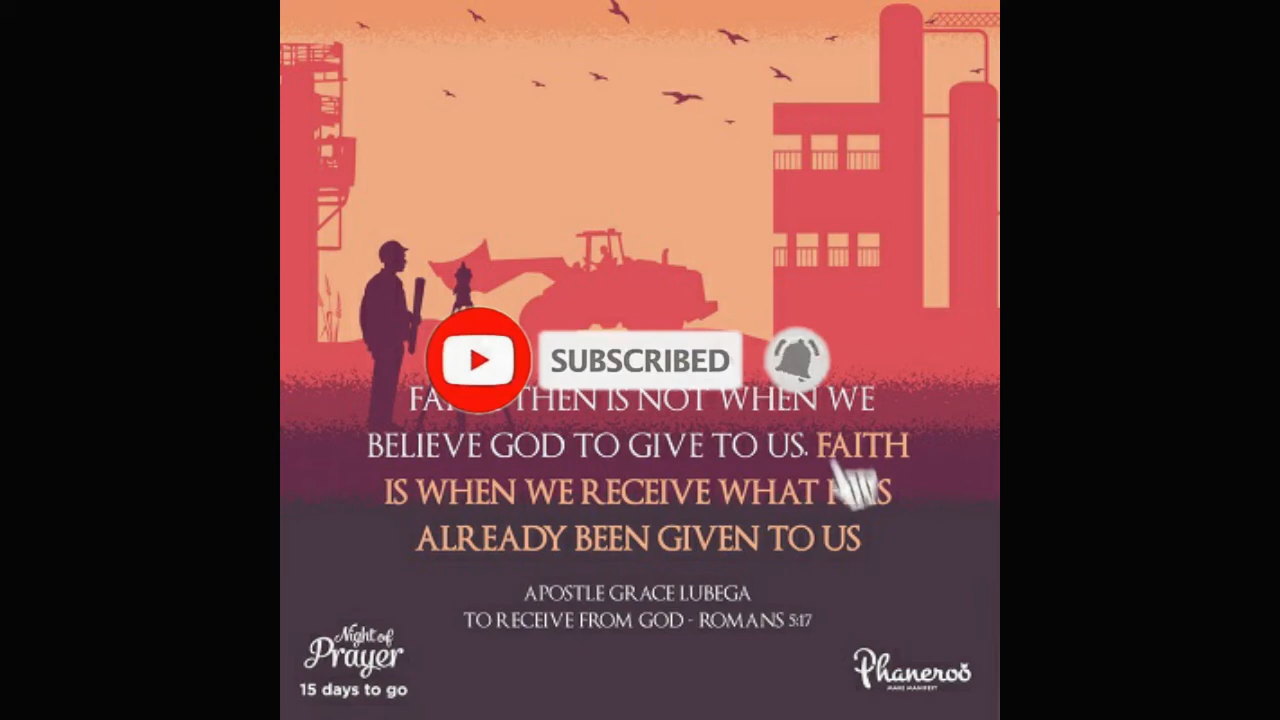 SUBSCRIBED
THEN IS NOT WHEN WE
BELIEVE GOD TO GIVE TO US. FAITH
IS WHEN WE RECEIVE WHAT
ALREADY BEEN GIVEN TO US
APOSTLE GRACE LUBEGA
TO RECEIVE FROM GOD - ROMANS 5:17
Night of
Prayer
15 days to go
Phaneroo
MAKE MANIFEST